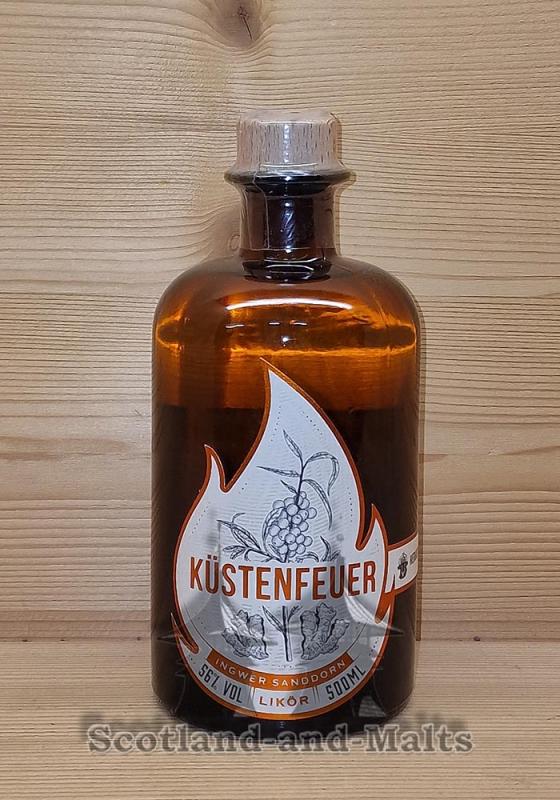 KÜSTENFEUER
INGWER SANDDORN
56% VOL LIKÖR 500ML
Scotland-and-Malts